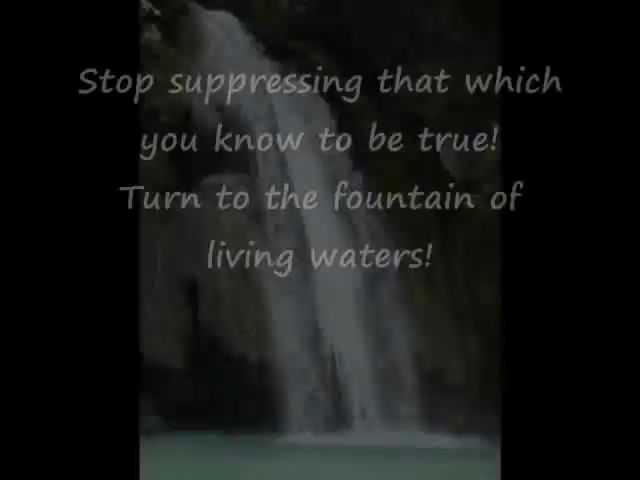 Stop suppressing that which
you know to be true!
Turn to the fountain of
living waters!